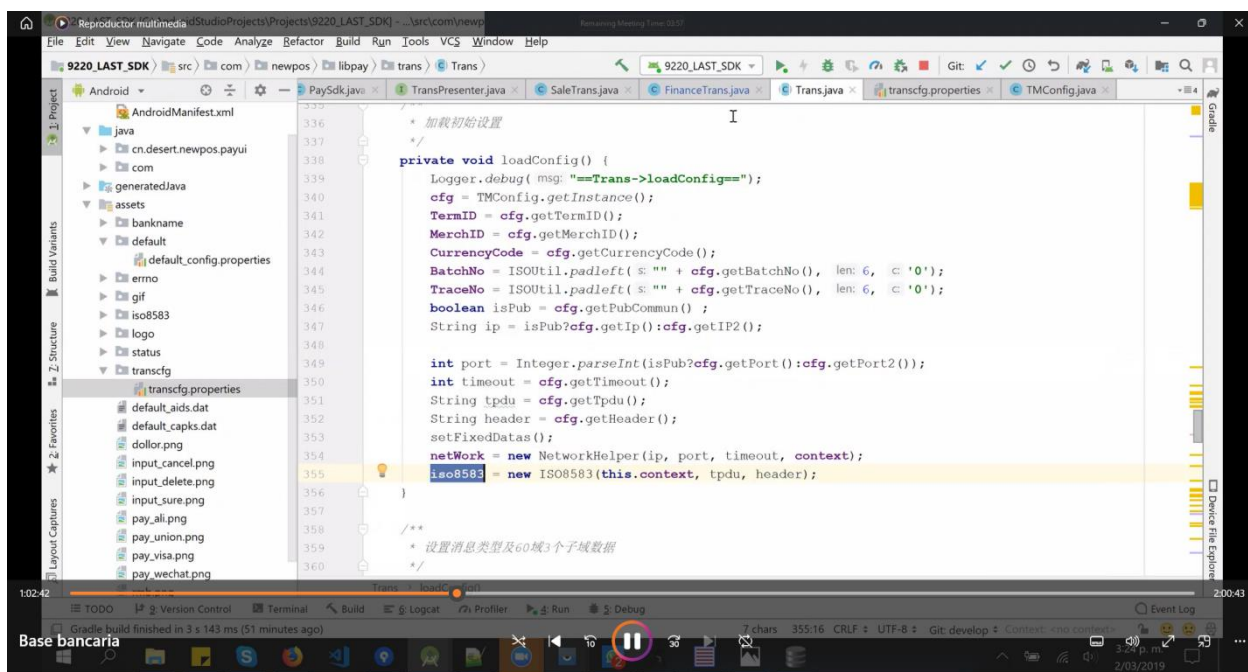 Reproductor multimedia
9220_LAST_SDK] - ...\src\com\newp
Remaining Meeting Time: 03:57
File Edit View Navigate Code Analyze Refactor Build Run Tools VCS Window Help
9220_LAST_SDK src com newpos libpay trans Trans
9220_LAST_SDK
Git:
Android
PaySdk.java
TransPresenter.java
SaleTrans.java
FinanceTrans.java
Trans.java
transcfg.properties
TMConfig.java
4
1: Project
Build Variants
Z: Structure
2: Favorites
Layout Captures
Gradle
Device File Explorer
AndroidManifest.xml
java
cn.desert.newpos.payui
com
generatedJava
assets
bankname
default
default_config.properties
errno
gif
iso8583
logo
status
transcfg
transcfg.properties
default_aids.dat
default_capks.dat
dollor.png
input_cancel.png
input_delete.png
input_sure.png
pay_ali.png
pay_union.png
pay_visa.png
pay_wechat.png
335 /**
336 * 加载初始设置
337 */
338 private void loadConfig() {
339 Logger.debug( msg: "==Trans->loadConfig==");
340 cfg = TMConfig.getInstance();
341 TermID = cfg.getTermID();
342 MerchID = cfg.getMerchID();
343 CurrencyCode = cfg.getCurrencyCode();
344 BatchNo = ISOUtil.padleft( s: "" + cfg.getBatchNo(), len: 6, c: '0');
345 TraceNo = ISOUtil.padleft( s: "" + cfg.getTraceNo(), len: 6, c: '0');
346 boolean isPub = cfg.getPubCommun() ;
347 String ip = isPub?cfg.getIp():cfg.getIP2();
348
349 int port = Integer.parseInt(isPub?cfg.getPort():cfg.getPort2());
350 int timeout = cfg.getTimeout();
351 String tpdu = cfg.getTpdu();
352 String header = cfg.getHeader();
353 setFixedDatas();
354 netWork = new NetworkHelper(ip, port, timeout, context);
355 iso8583 = new ISO8583(this.context, tpdu, header);
356 }
357
358 /**
359 * 设置消息类型及60域3个子域数据
360 */
Trans loadConfig()
1:02:42
2:00:43
TODO 9: Version Control Terminal Build 6: Logcat Profiler 4: Run 5: Debug Event Log
Gradle build finished in 3 s 143 ms (51 minutes ago)
7 chars 355:16 CRLF UTF-8 Git: develop Context: <no context>
Base bancaria
10
30
3:24 p. m.
2/03/2019